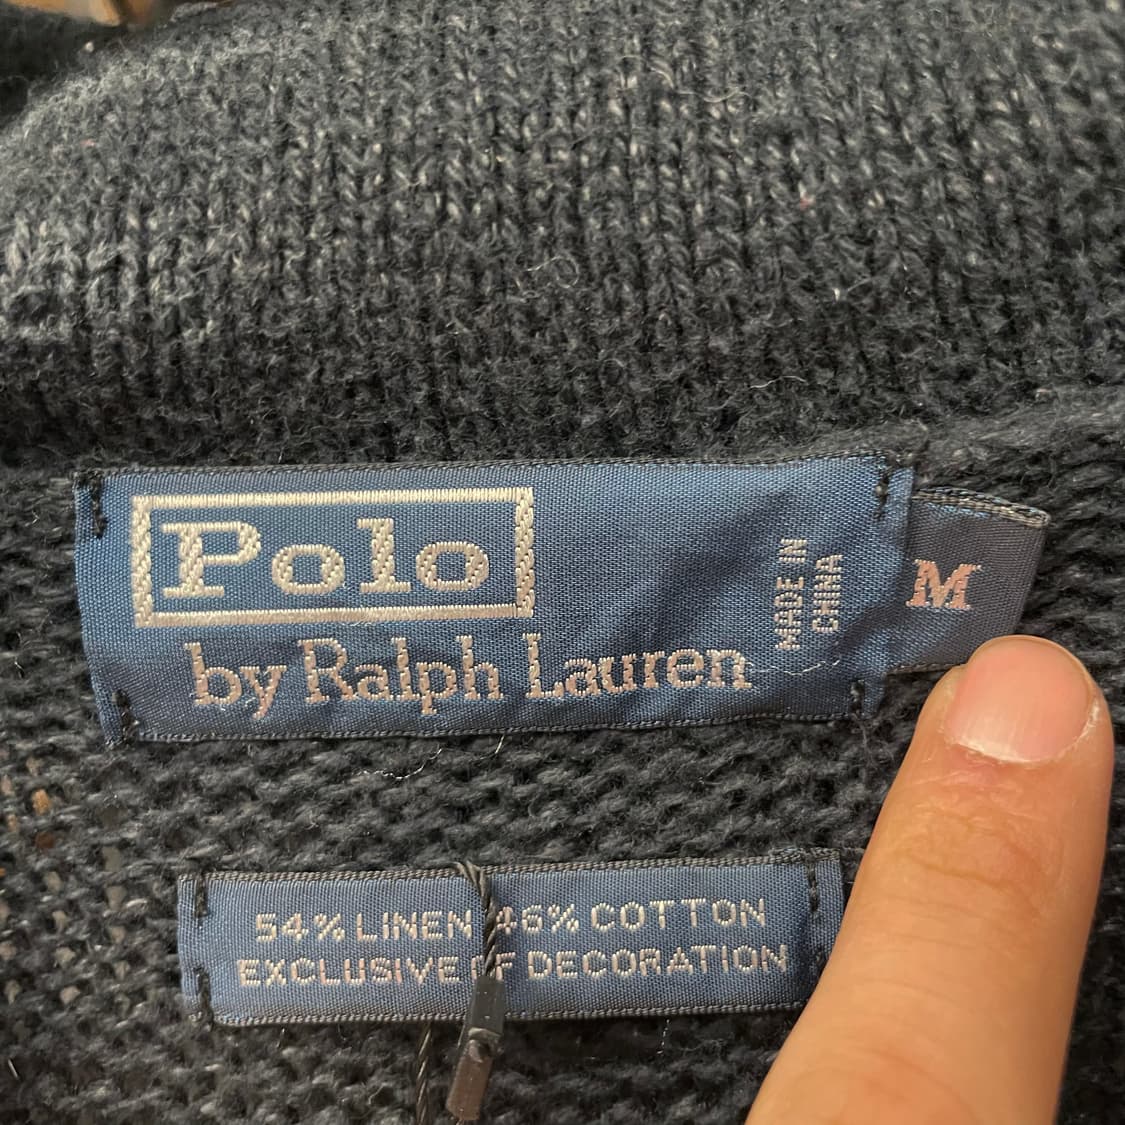 Polo
by Ralph Lauren
MADE IN
CHINA
M
54% LINEN 46% COTTON
EXCLUSIVE OF DECORATION